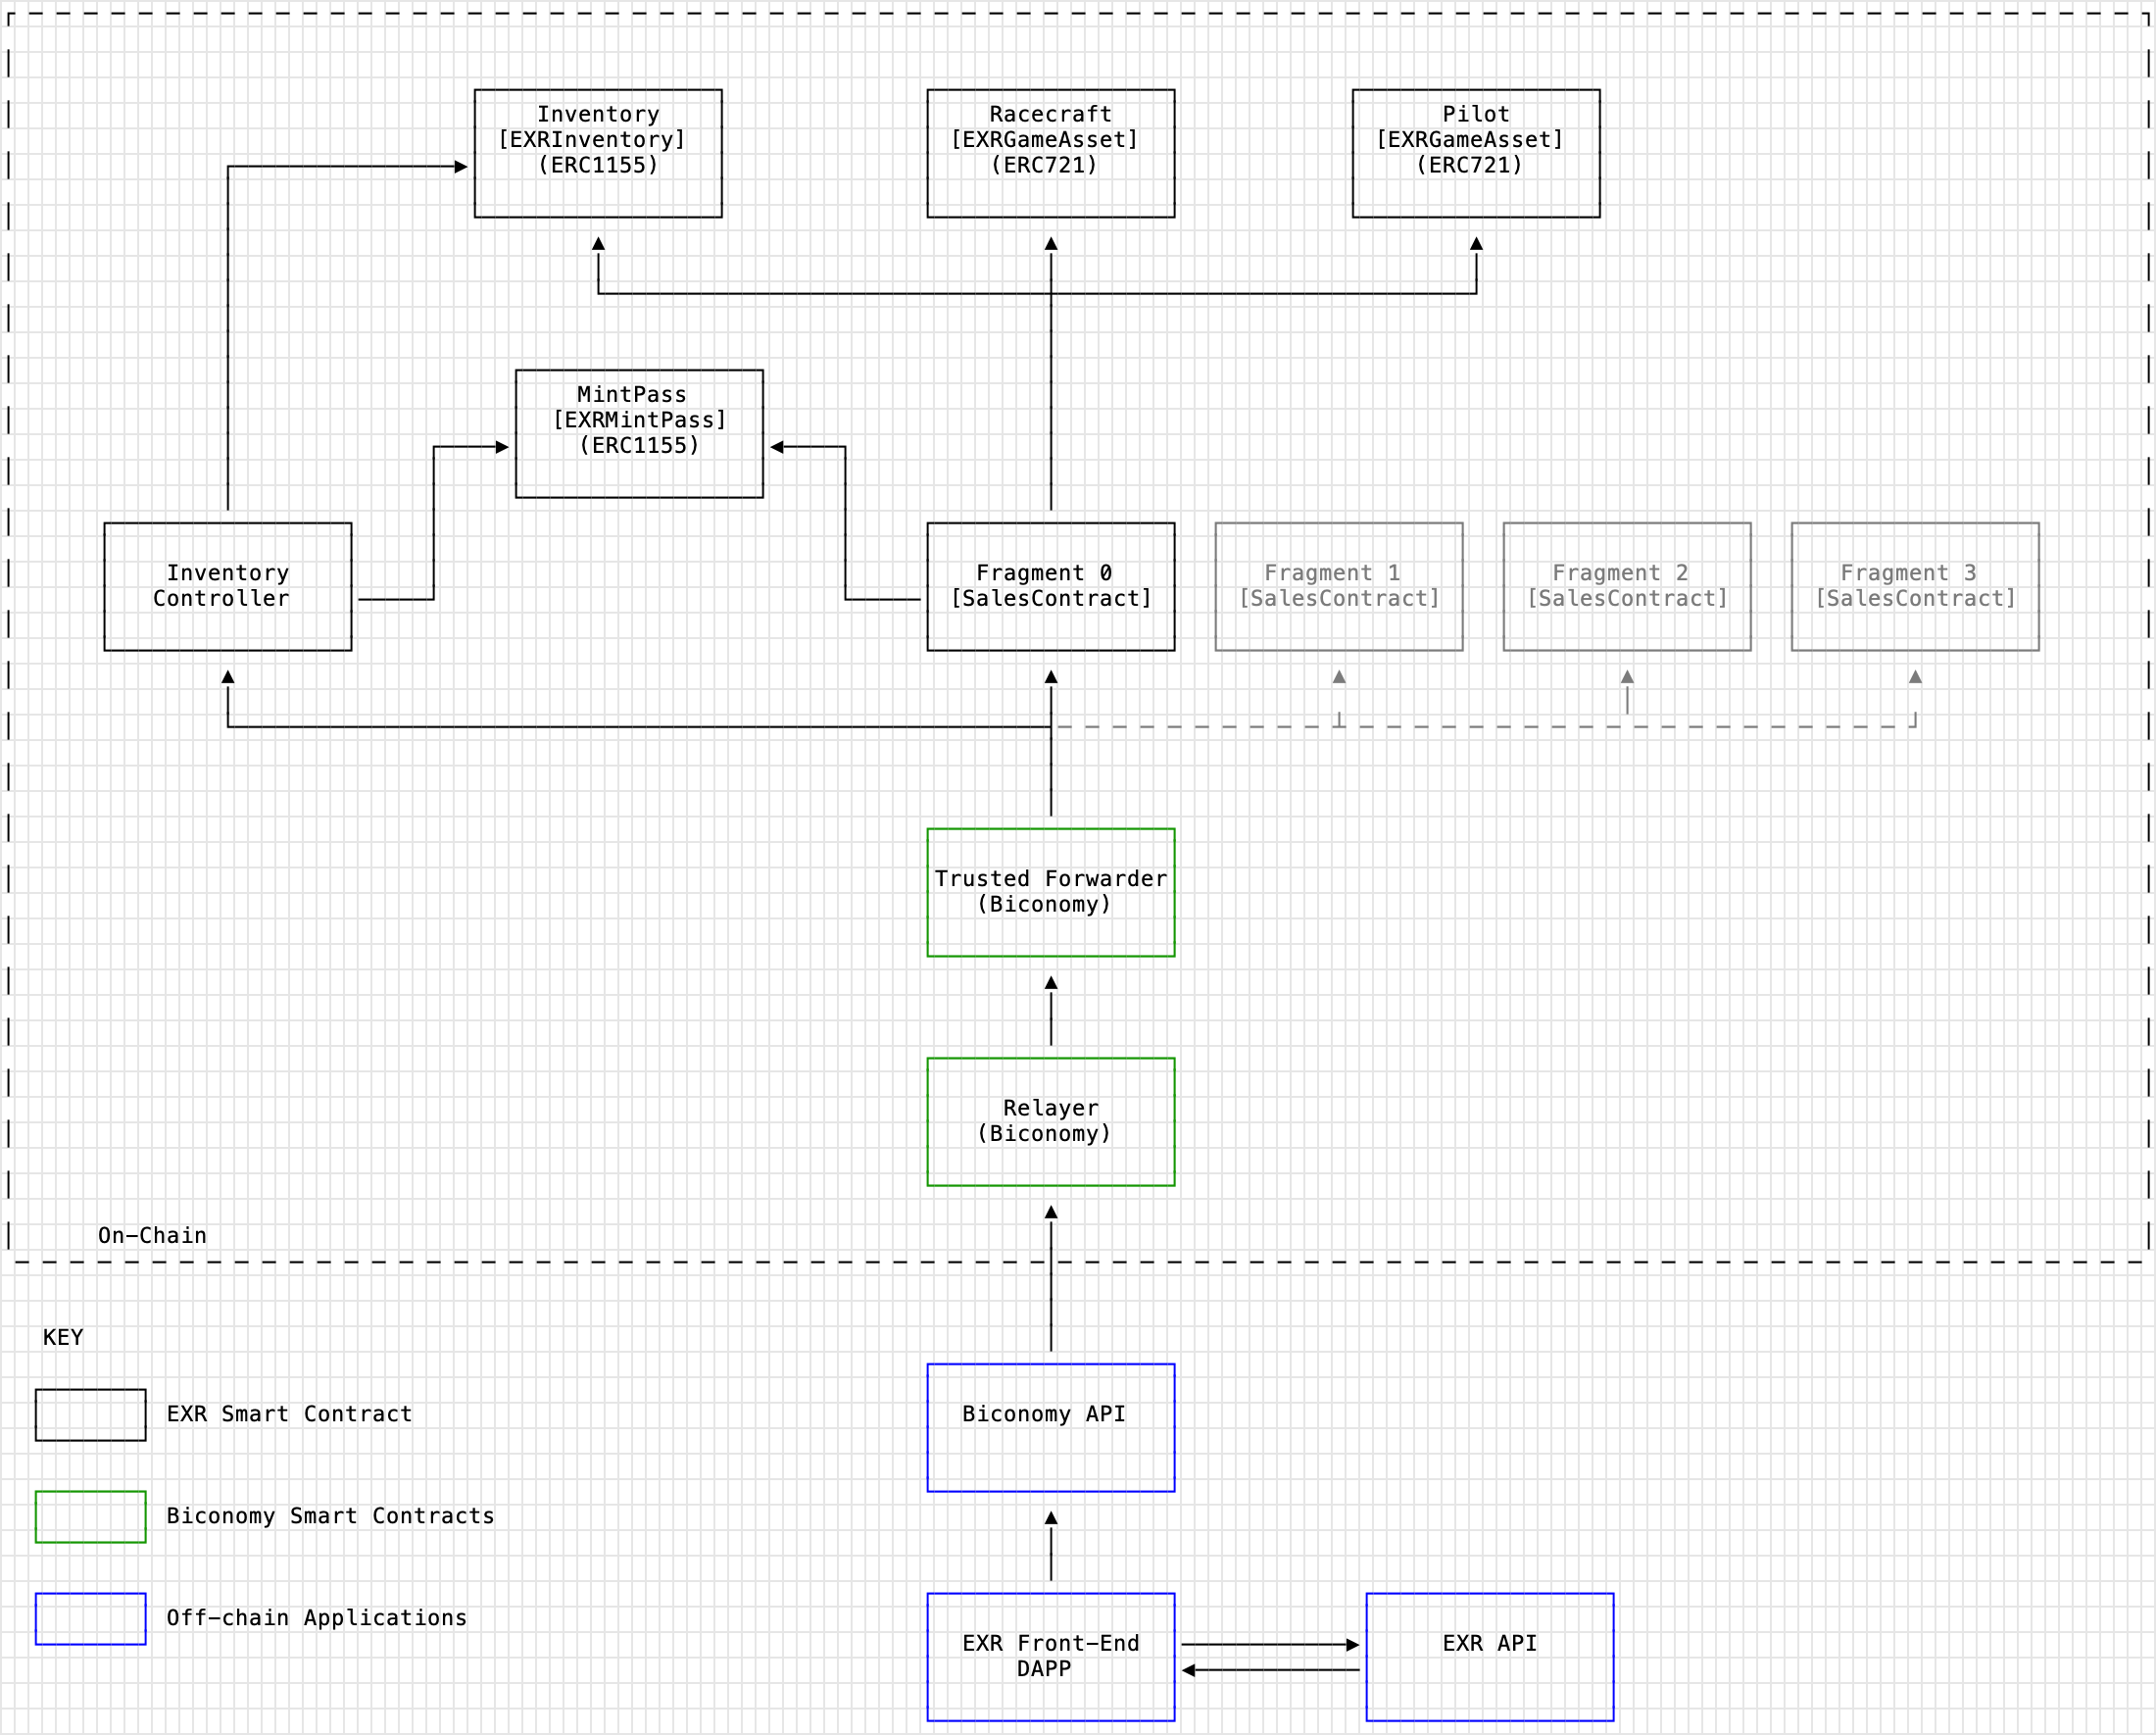 Inventory
[EXRInventory]
(ERC1155)
Racecraft
[EXRGameAsset]
(ERC721)
Pilot
[EXRGameAsset]
(ERC721)
MintPass
[EXRMintPass]
(ERC1155)
Inventory
Controller
Fragment 0
[SalesContract]
Fragment 1
[SalesContract]
Fragment 2
[SalesContract]
Fragment 3
[SalesContract]
Trusted Forwarder
(Biconomy)
Relayer
(Biconomy)
On-Chain
KEY
EXR Smart Contract
Biconomy Smart Contracts
Off-chain Applications
Biconomy API
EXR Front-End
DAPP
EXR API